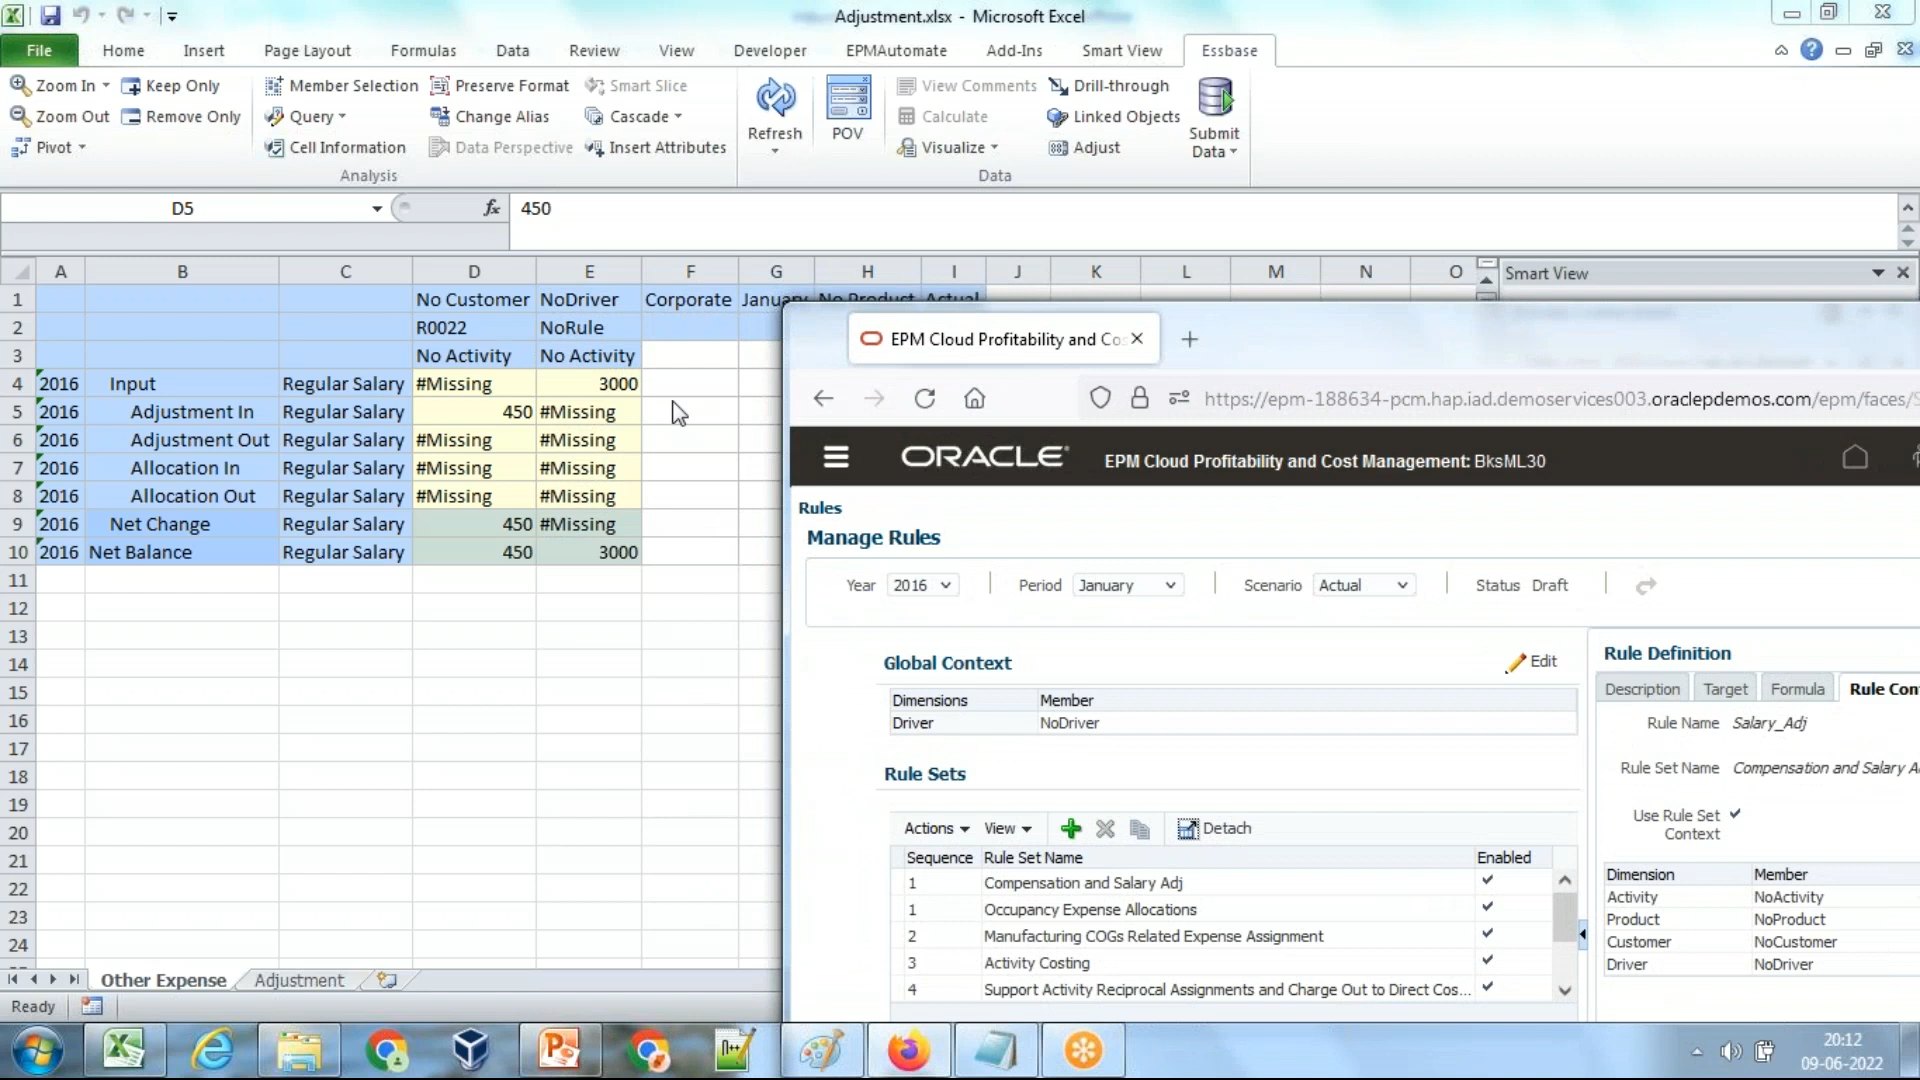 Adjustment.xlsx - Microsoft Excel
File Home Insert Page Layout Formulas Data Review View Developer EPMAutomate Add-Ins Smart View Essbase
Zoom In Keep Only Member Selection Preserve Format Smart Slice View Comments Drill-through
Zoom Out Remove Only Query Change Alias Cascade Calculate Linked Objects
Pivot Cell Information Data Perspective Insert Attributes Refresh POV Visualize Adjust Submit Data
Analysis Data
D5 fx 450
A B C D E F G H I J K L M N O Smart View
1 No Customer NoDriver Corporate January No Product Actual
2 R0022 NoRule
3 No Activity No Activity
4 2016 Input Regular Salary #Missing 3000
5 2016 Adjustment In Regular Salary 450 #Missing
6 2016 Adjustment Out Regular Salary #Missing #Missing
7 2016 Allocation In Regular Salary #Missing #Missing
8 2016 Allocation Out Regular Salary #Missing #Missing
9 2016 Net Change Regular Salary 450 #Missing
10 2016 Net Balance Regular Salary 450 3000
11
12
13
14
15
16
17
18
19
20
21
22
23
24
Other Expense Adjustment
Ready
EPM Cloud Profitability and Co
https://epm-188634-pcm.hap.iad.demoservices003.oraclepdemos.com/epm/faces/
ORACLE EPM Cloud Profitability and Cost Management: BksML30
Rules
Manage Rules
Year 2016 Period January Scenario Actual Status Draft
Global Context Edit
Dimensions Member
Driver NoDriver
Rule Sets
Actions View Detach
Sequence Rule Set Name Enabled
1 Compensation and Salary Adj
1 Occupancy Expense Allocations
2 Manufacturing COGs Related Expense Assignment
3 Activity Costing
4 Support Activity Reciprocal Assignments and Charge Out to Direct Cos...
Rule Definition
Description Target Formula Rule Con
Rule Name Salary_Adj
Rule Set Name Compensation and Salary A
Use Rule Set Context
Dimension Member
Activity NoActivity
Product NoProduct
Customer NoCustomer
Driver NoDriver
20:12
09-06-2022